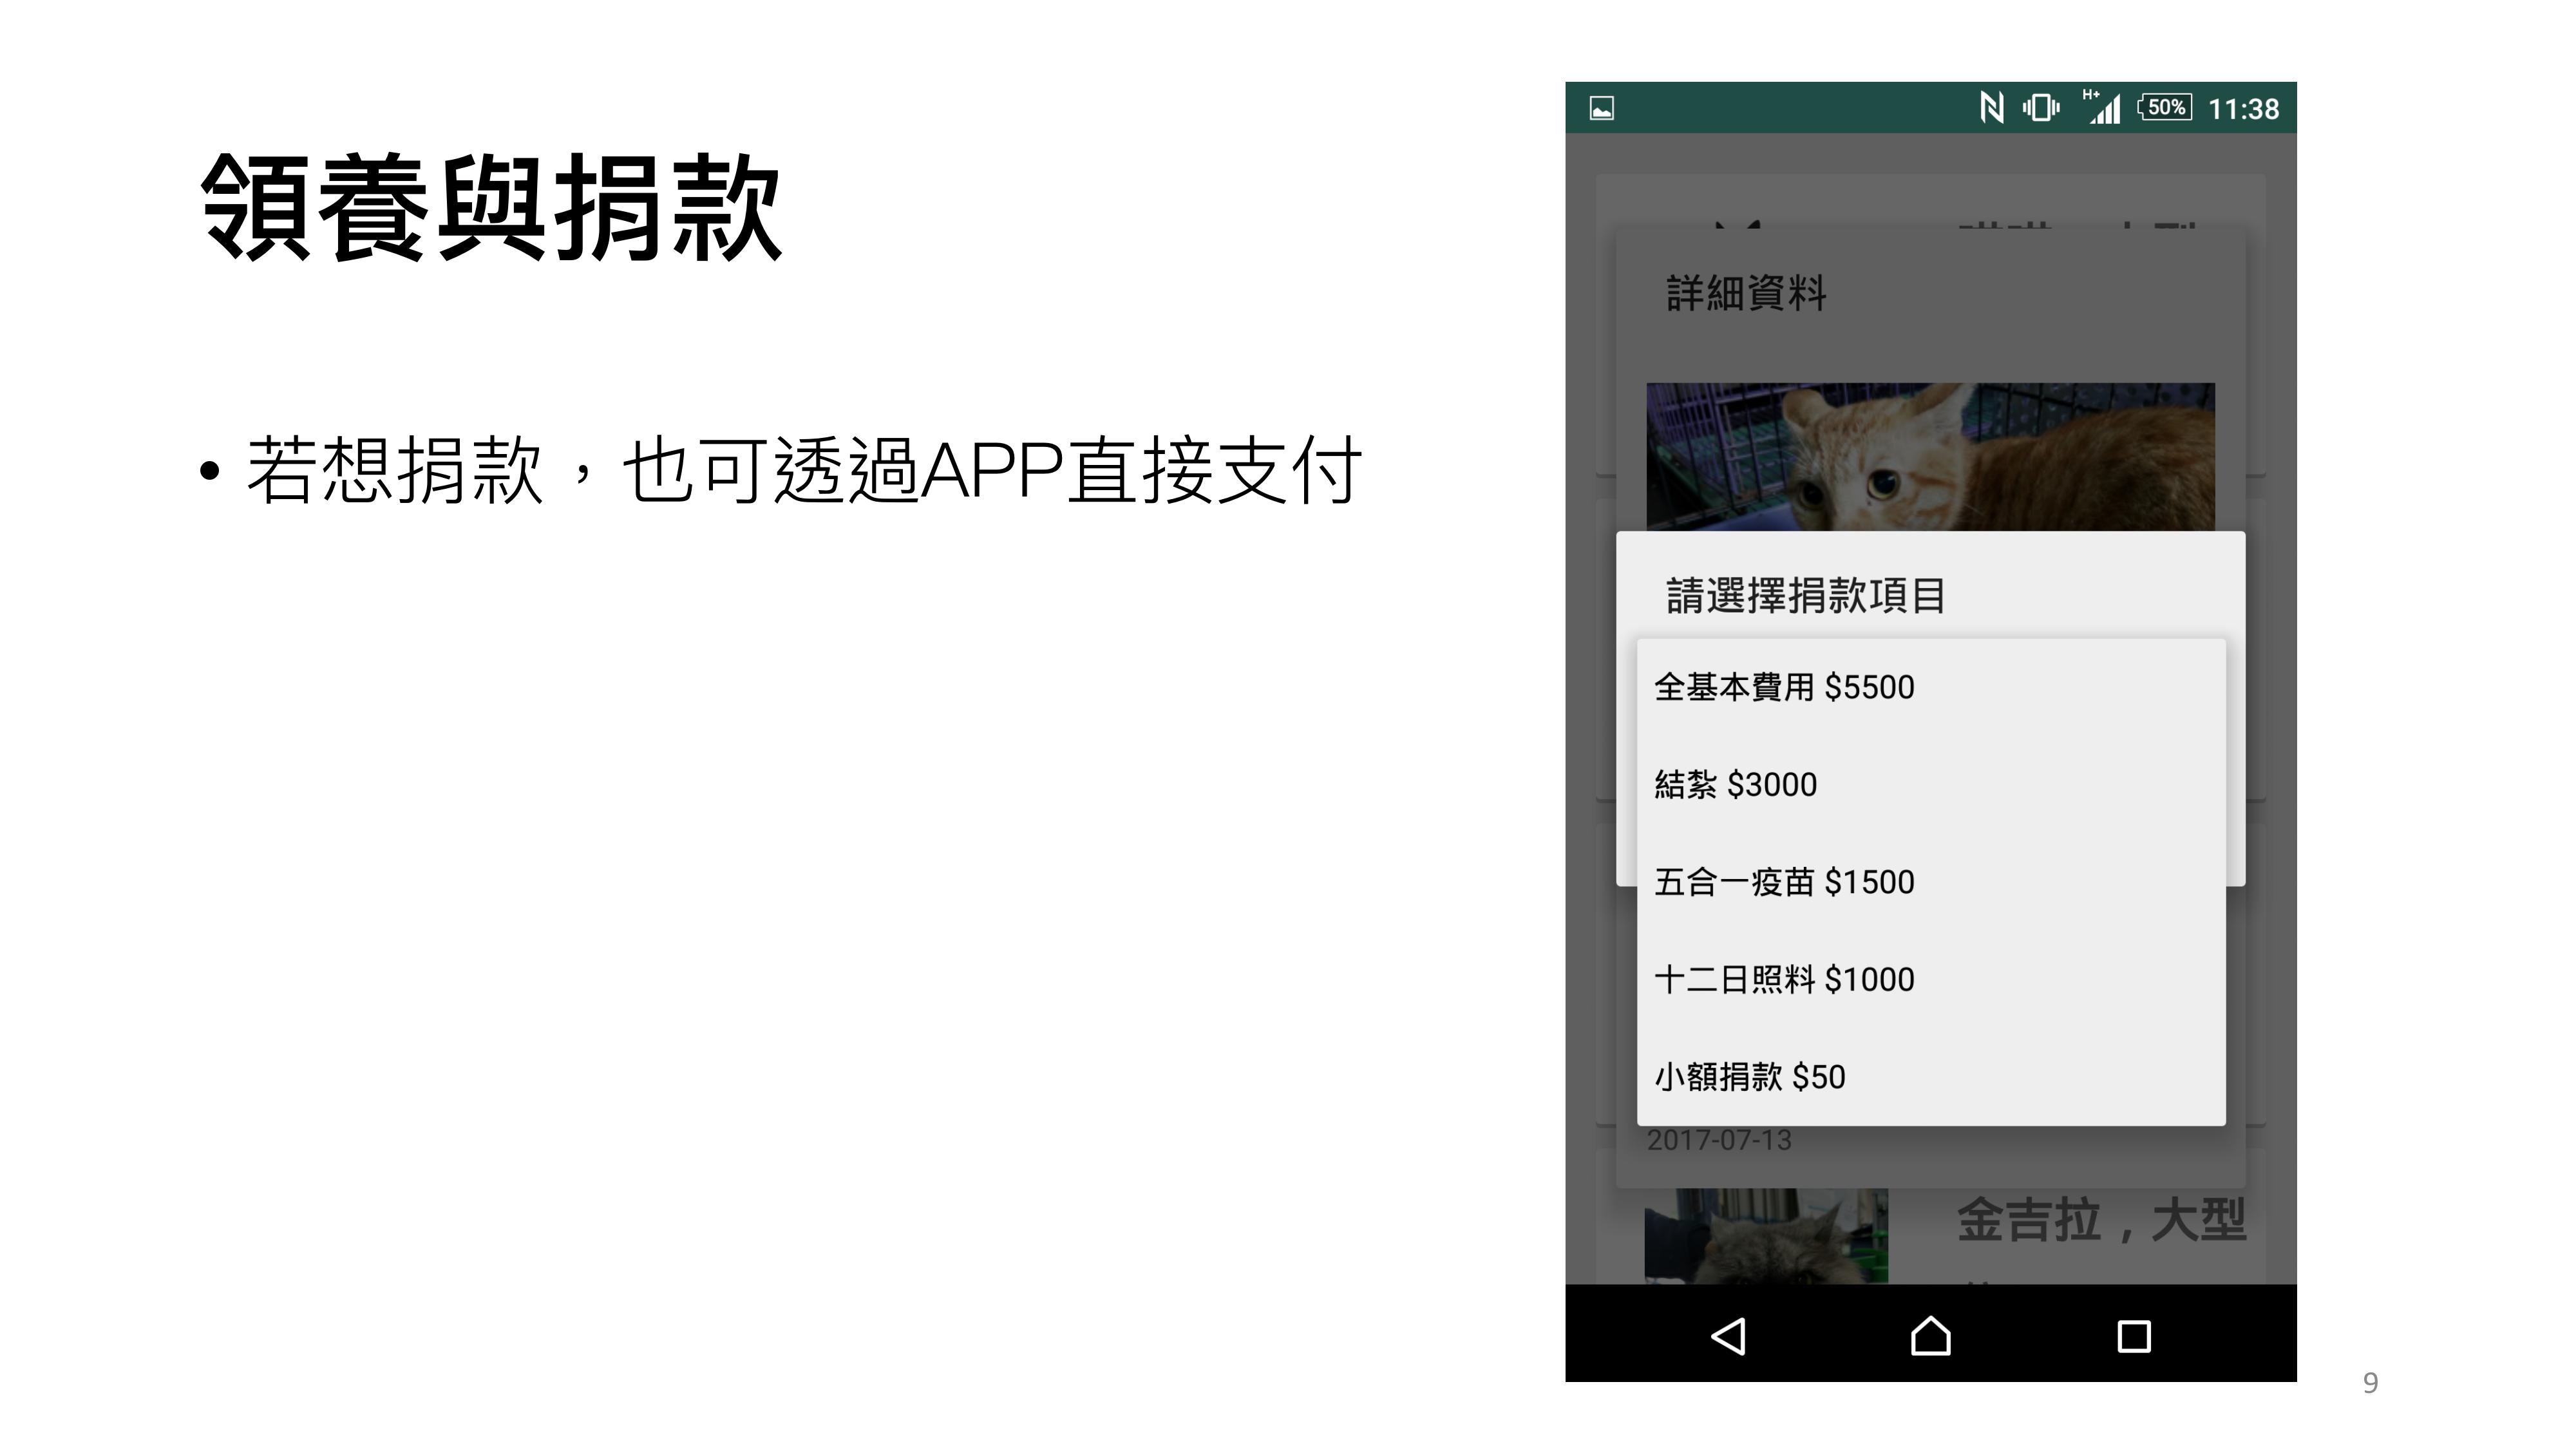 領養與捐款
• 若想捐款，也可透過APP直接支付
H+ 50% 11:38
詳細資料
請選擇捐款項目
全基本費用 $5500
結紮 $3000
五合一疫苗 $1500
十二日照料 $1000
小額捐款 $50
2017-07-13
金吉拉，大型
9